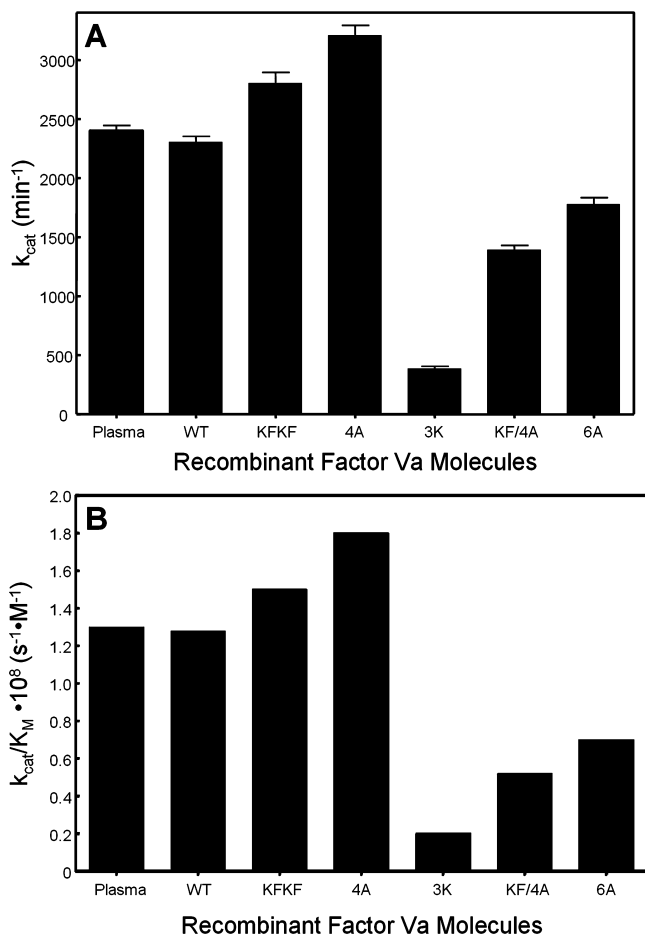 A
3000
2500
2000
1500
1000
500
0
k_cat (min⁻¹)
Plasma WT KFKF 4A 3K KF/4A 6A
Recombinant Factor Va Molecules
B
2.0
1.8
1.6
1.4
1.2
1.0
0.8
0.6
0.4
0.2
0
k_cat/K_M •10⁸ (s⁻¹•M⁻¹)
Plasma WT KFKF 4A 3K KF/4A 6A
Recombinant Factor Va Molecules